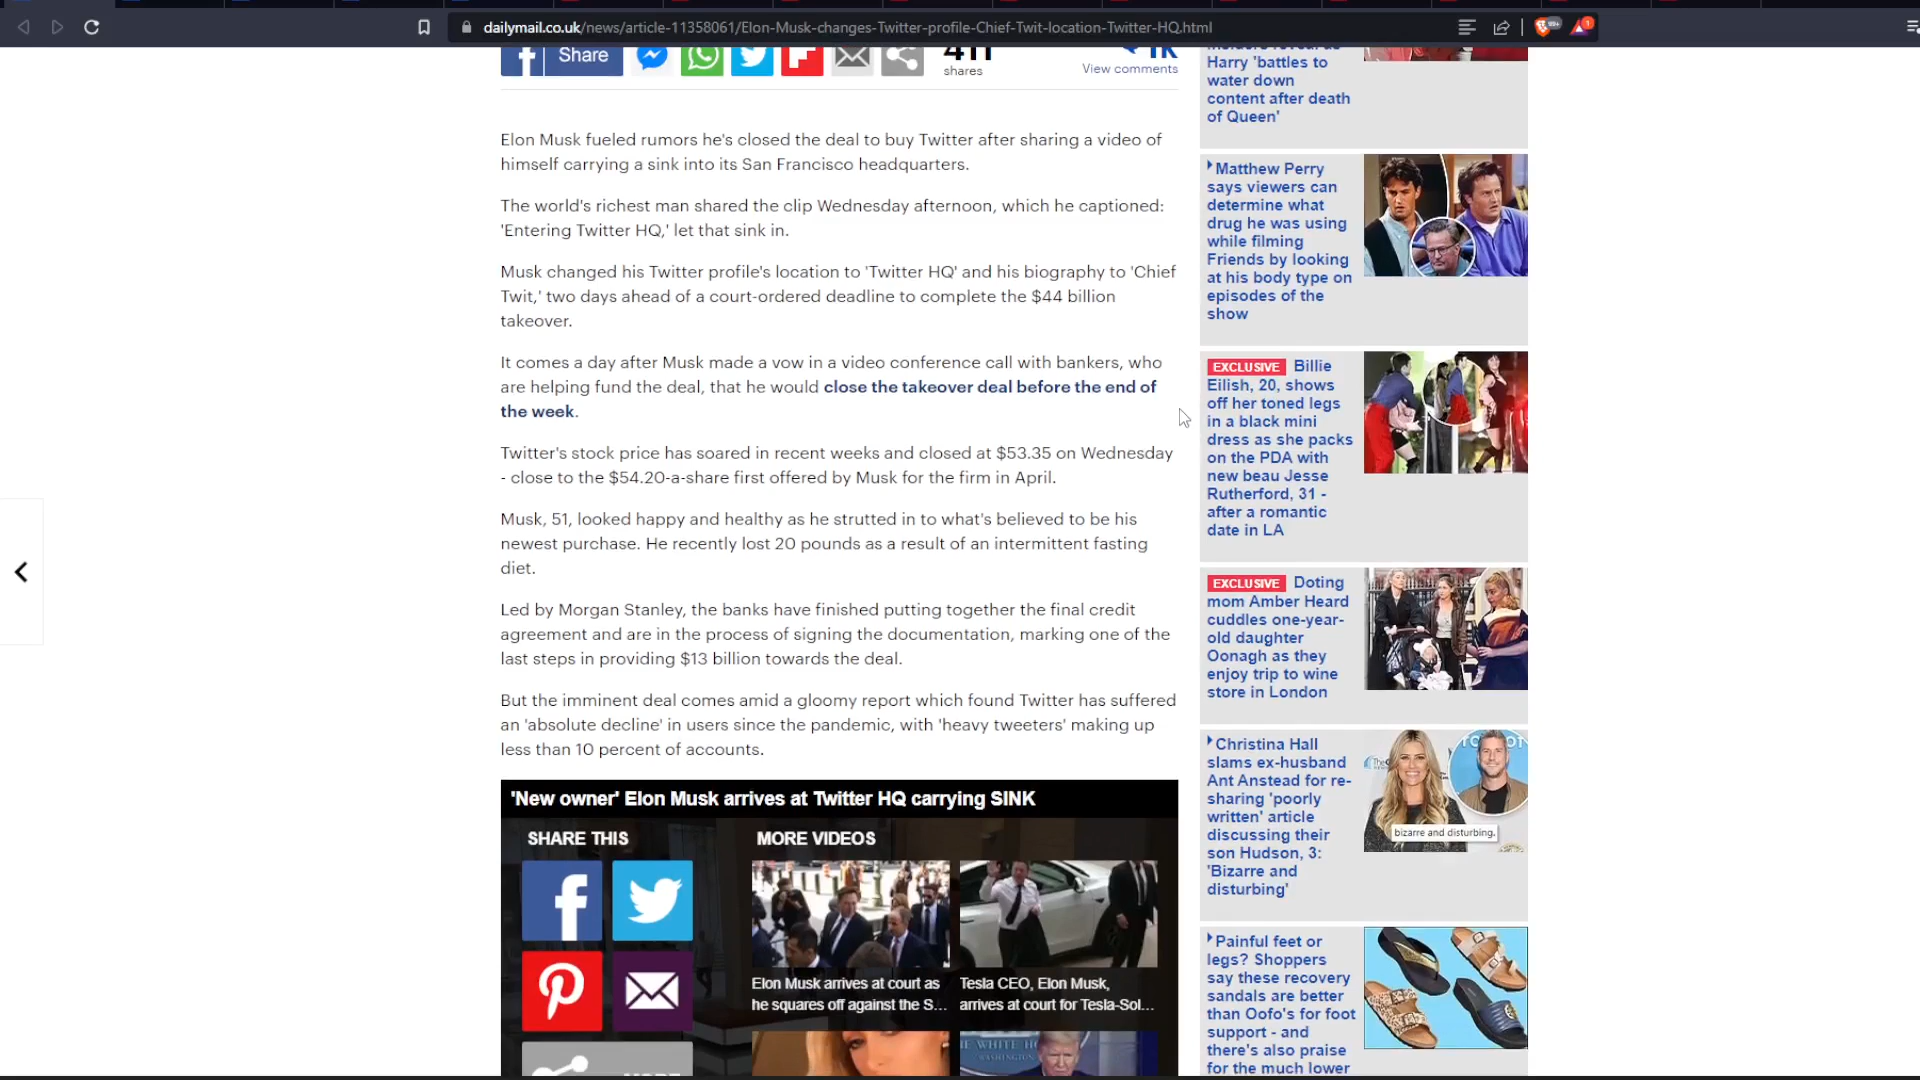 dailymail.co.uk/news/article-11358061/Elon-Musk-changes-Twitter-profile-Chief-Twit-location-Twitter-HQ.html
Share
411
shares
1k
View comments
Elon Musk fueled rumors he's closed the deal to buy Twitter after sharing a video of
himself carrying a sink into its San Francisco headquarters.
The world's richest man shared the clip Wednesday afternoon, which he captioned:
'Entering Twitter HQ,' let that sink in.
Musk changed his Twitter profile's location to 'Twitter HQ' and his biography to 'Chief
Twit,' two days ahead of a court-ordered deadline to complete the $44 billion
takeover.
It comes a day after Musk made a vow in a video conference call with bankers, who
are helping fund the deal, that he would close the takeover deal before the end of
the week.
Twitter's stock price has soared in recent weeks and closed at $53.35 on Wednesday
- close to the $54.20-a-share first offered by Musk for the firm in April.
Musk, 51, looked happy and healthy as he strutted in to what's believed to be his
newest purchase. He recently lost 20 pounds as a result of an intermittent fasting
diet.
Led by Morgan Stanley, the banks have finished putting together the final credit
agreement and are in the process of signing the documentation, marking one of the
last steps in providing $13 billion towards the deal.
But the imminent deal comes amid a gloomy report which found Twitter has suffered
an 'absolute decline' in users since the pandemic, with 'heavy tweeters' making up
less than 10 percent of accounts.
'New owner' Elon Musk arrives at Twitter HQ carrying SINK
SHARE THIS
MORE VIDEOS
Elon Musk arrives at court as
he squares off against the S...
Tesla CEO, Elon Musk,
arrives at court for Tesla-Sol...
Harry 'battles to
water down
content after death
of Queen'
Matthew Perry
says viewers can
determine what
drug he was using
while filming
Friends by looking
at his body type on
episodes of the
show
EXCLUSIVE Billie
Eilish, 20, shows
off her toned legs
in a black mini
dress as she packs
on the PDA with
new beau Jesse
Rutherford, 31 -
after a romantic
date in LA
EXCLUSIVE Doting
mom Amber Heard
cuddles one-year-
old daughter
Oonagh as they
enjoy trip to wine
store in London
Christina Hall
slams ex-husband
Ant Anstead for re-
sharing 'poorly
written' article
discussing their
son Hudson, 3:
'Bizarre and
disturbing'
bizarre and disturbing.
Painful feet or
legs? Shoppers
say these recovery
sandals are better
than Oofo's for foot
support - and
there's also praise
for the much lower